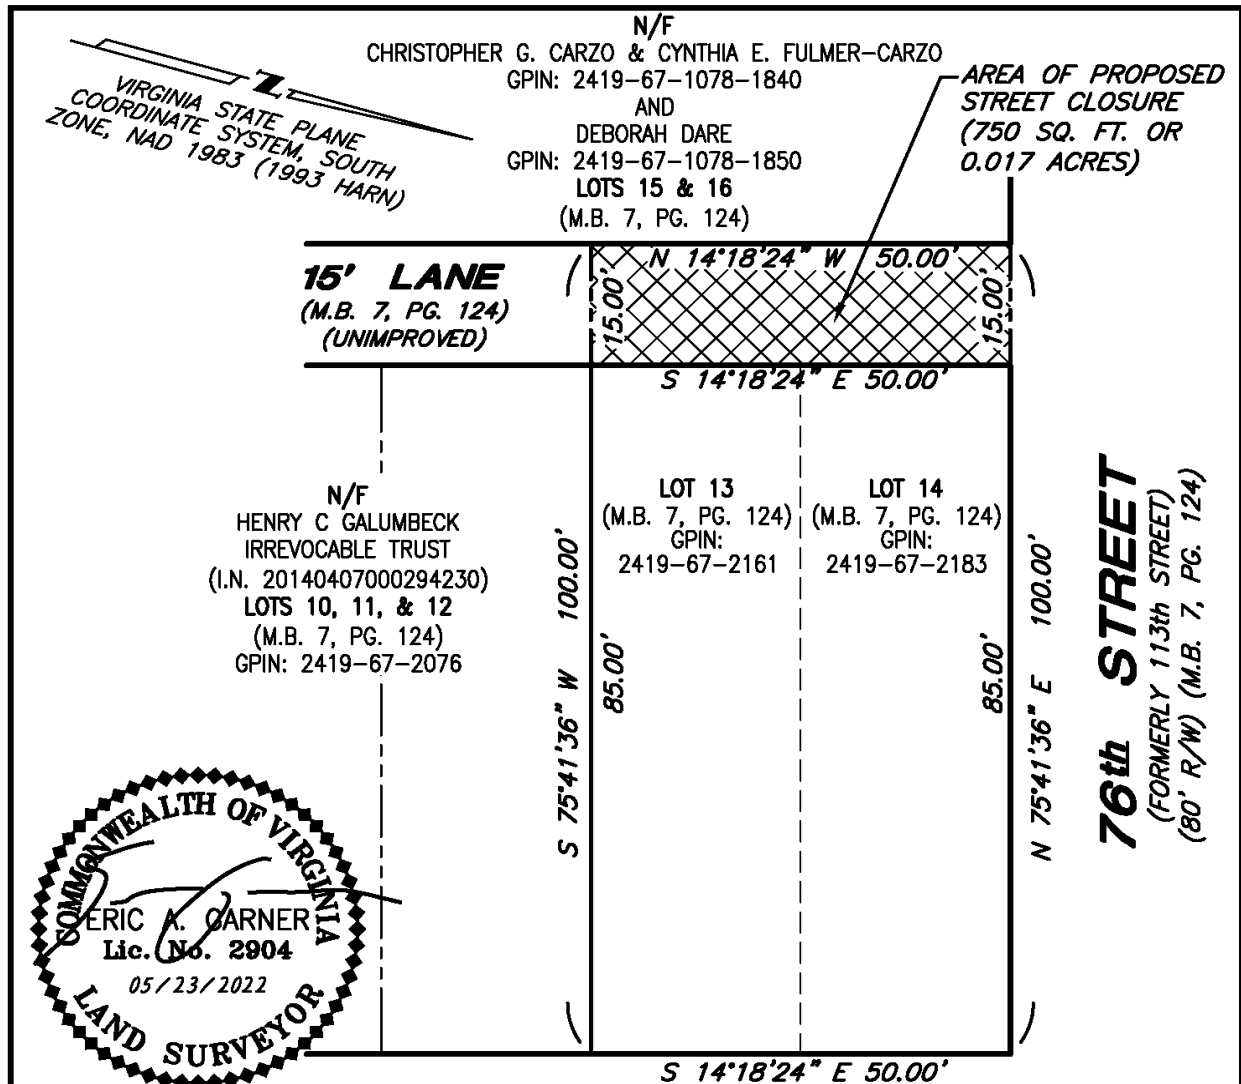 N/F
CHRISTOPHER G. CARZO & CYNTHIA E. FULMER-CARZO
GPIN: 2419-67-1078-1840
AND
DEBORAH DARE
GPIN: 2419-67-1078-1850
LOTS 15 & 16
(M.B. 7, PG. 124)
VIRGINIA STATE PLANE
COORDINATE SYSTEM, SOUTH
ZONE, NAD 1983 (1993 HARN)
AREA OF PROPOSED
STREET CLOSURE
(750 SQ. FT. OR
0.017 ACRES)
15' LANE
(M.B. 7, PG. 124)
(UNIMPROVED)
N 14°18'24" W 50.00'
15.00'
15.00'
S 14°18'24" E 50.00'
N/F
HENRY C GALUMBECK
IRREVOCABLE TRUST
(I.N. 20140407000294230)
LOTS 10, 11, & 12
(M.B. 7, PG. 124)
GPIN: 2419-67-2076
S 75°41'36" W 100.00'
85.00'
LOT 13
(M.B. 7, PG. 124)
GPIN:
2419-67-2161
LOT 14
(M.B. 7, PG. 124)
GPIN:
2419-67-2183
85.00'
N 75°41'36" E 100.00'
76th STREET
(FORMERLY 113th STREET)
(80' R/W) (M.B. 7, PG. 124)
COMMONWEALTH OF VIRGINIA
ERIC A. GARNER
Lic. No. 2904
05/23/2022
LAND SURVEYOR
S 14°18'24" E 50.00'